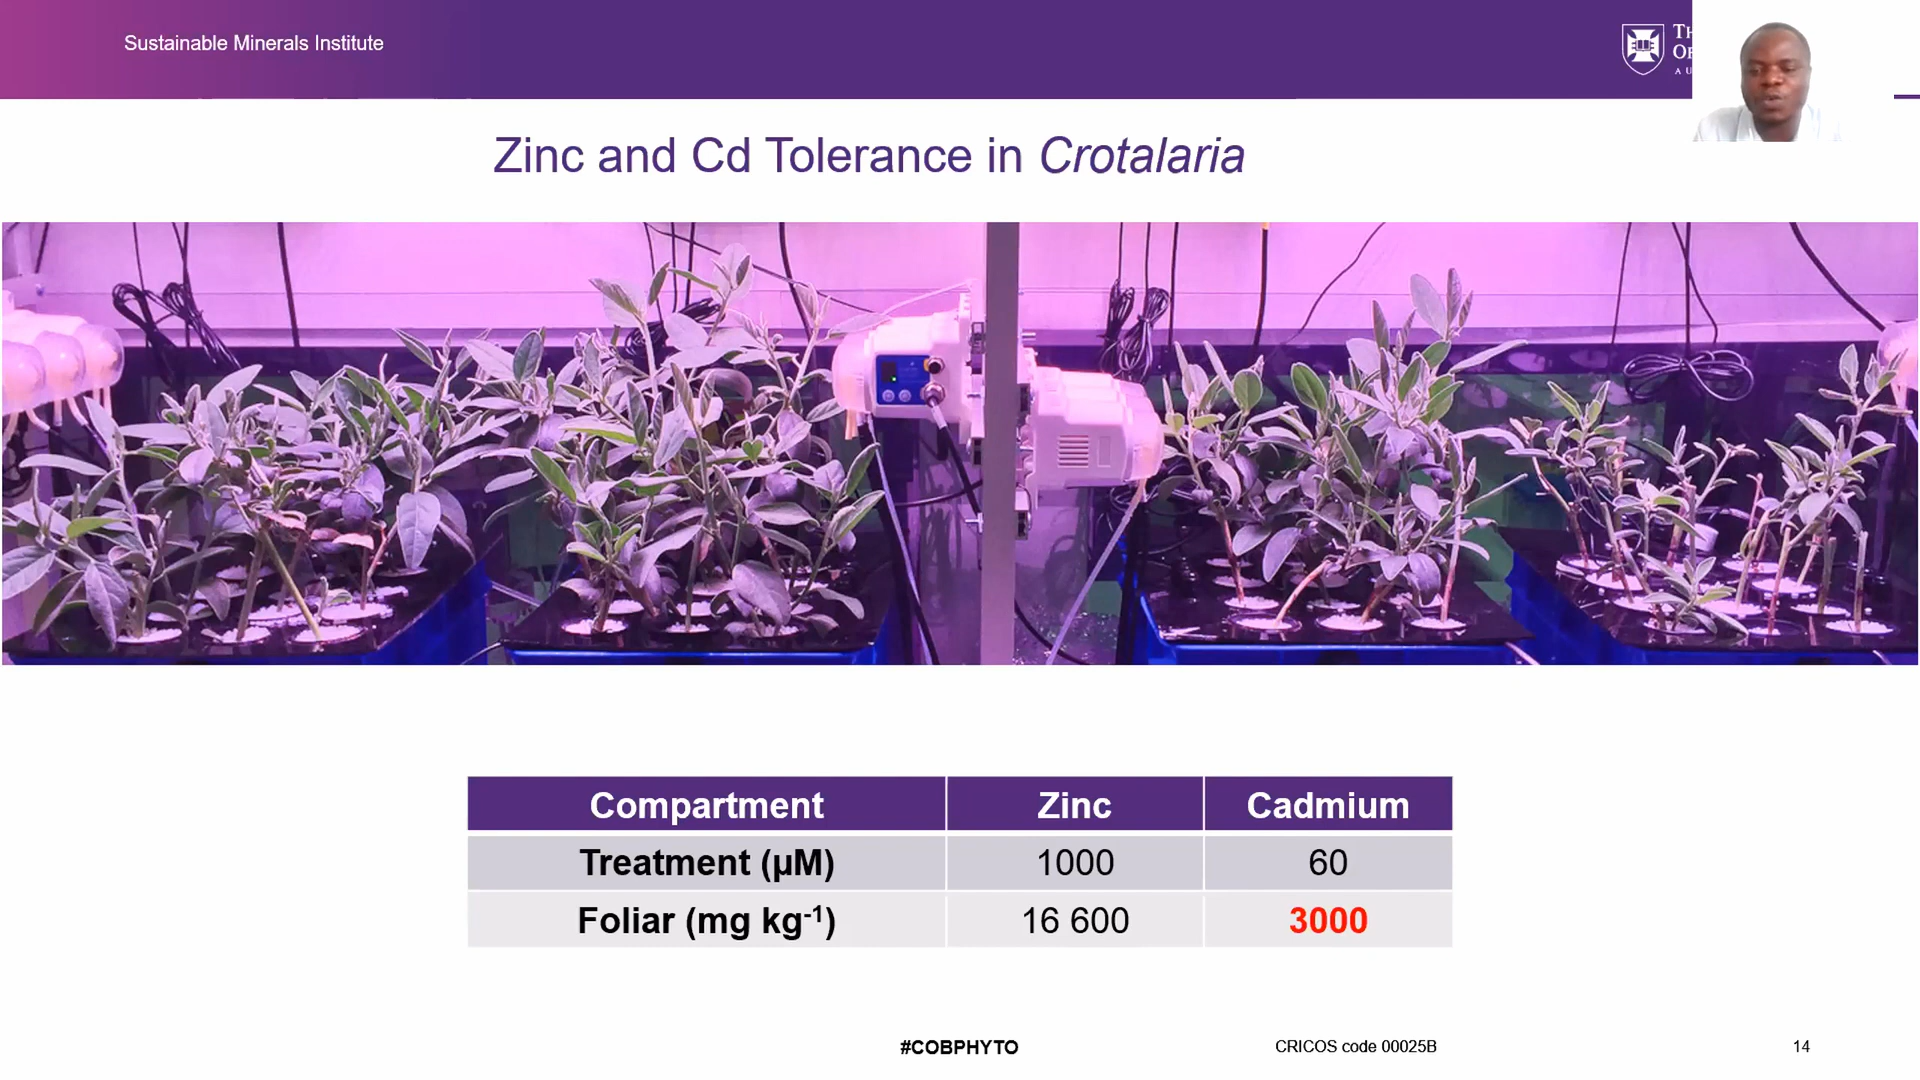 Sustainable Minerals Institute
Zinc and Cd Tolerance in Crotalaria
Compartment Zinc Cadmium
Treatment (µM) 1000 60
Foliar (mg kg-1) 16 600 3000
#COBPHYTO
CRICOS code 00025B
14